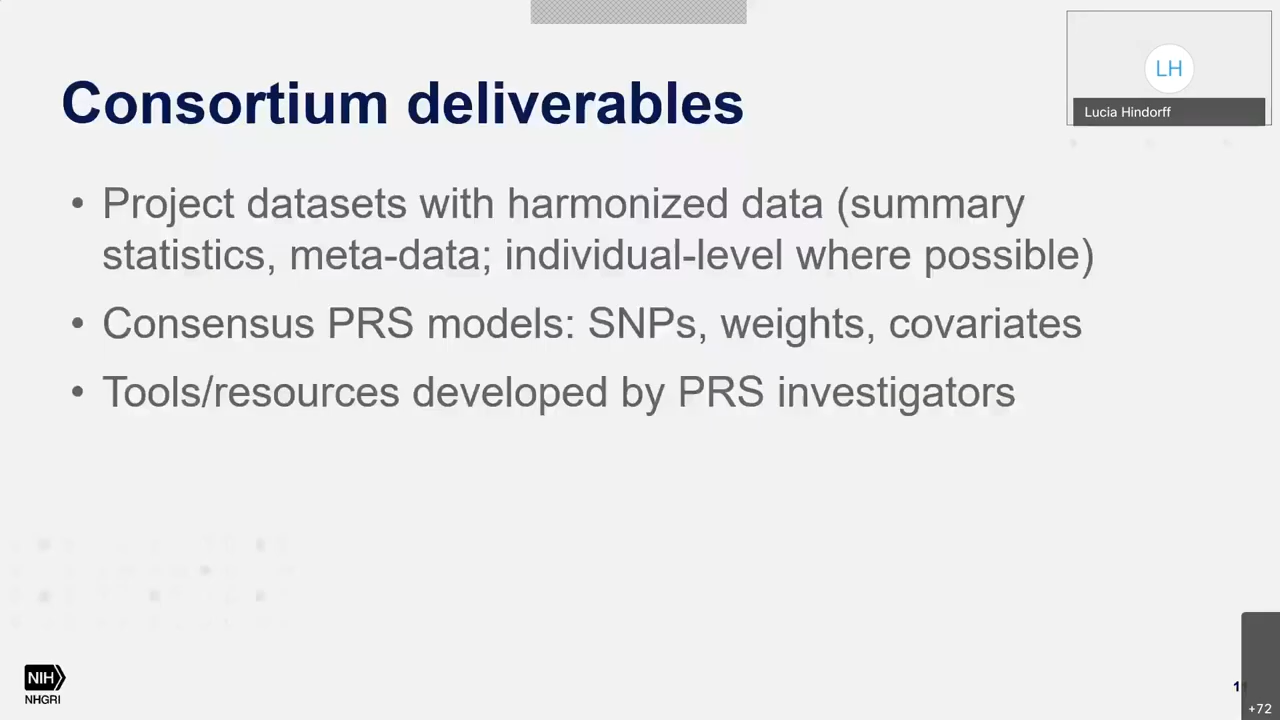 LH
Lucia Hindorff
Consortium deliverables
• Project datasets with harmonized data (summary
statistics, meta-data; individual-level where possible)
• Consensus PRS models: SNPs, weights, covariates
• Tools/resources developed by PRS investigators
NIH
NHGRI
+72